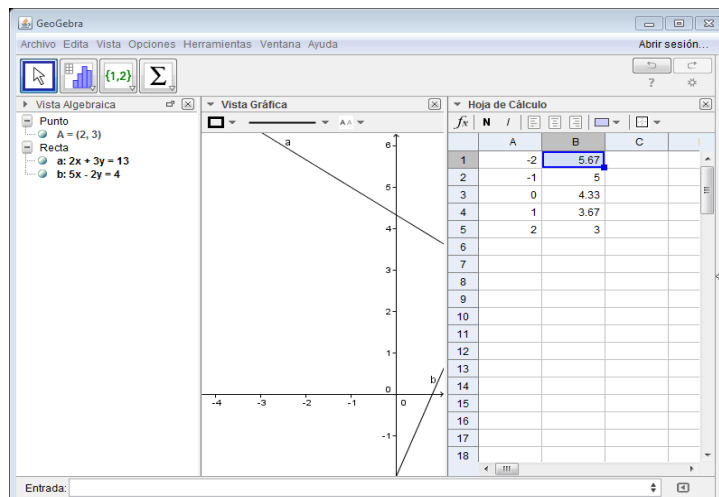 GeoGebra
Archivo Edita Vista Opciones Herramientas Ventana Ayuda
Abrir sesión...
{1,2} Σ
?
Vista Algebraica
Punto
A = (2, 3)
Recta
a: 2x + 3y = 13
b: 5x - 2y = 4
Vista Gráfica
A A
a
b
6
5
4
3
2
1
0
-1
-4 -3 -2 -1 0
Hoja de Cálculo
fx N I
A B C
1 -2 5.67
2 -1 5
3 0 4.33
4 1 3.67
5 2 3
6
7
8
9
10
11
12
13
14
15
16
17
18
Entrada: